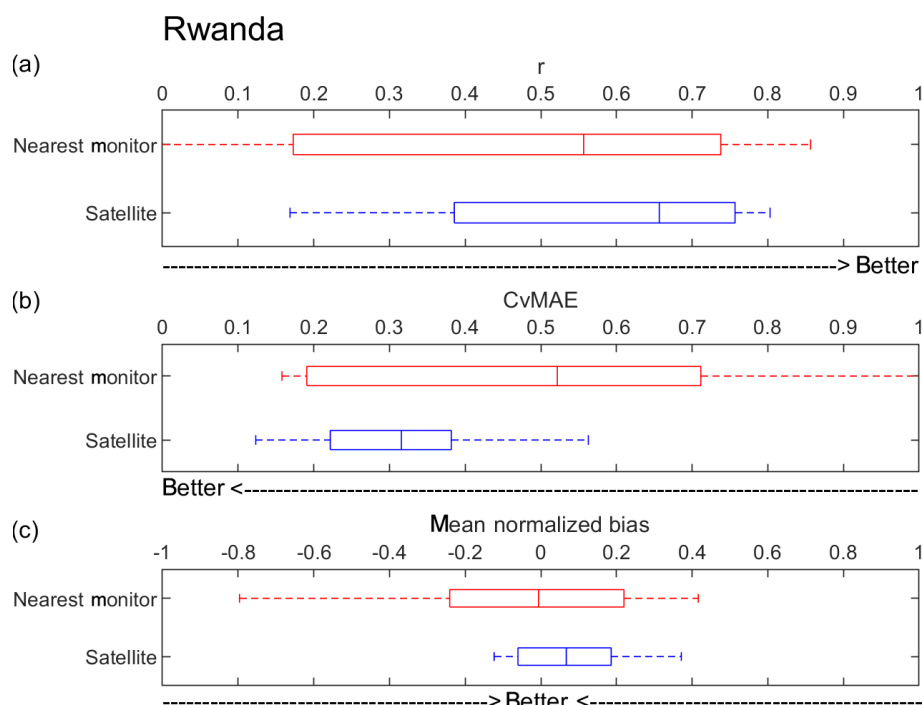 Rwanda
(a)
r
0 0.1 0.2 0.3 0.4 0.5 0.6 0.7 0.8 0.9 1
Nearest monitor
Satellite
--------------------> Better
(b)
CvMAE
0 0.1 0.2 0.3 0.4 0.5 0.6 0.7 0.8 0.9 1
Nearest monitor
Satellite
Better <--------------------
(c)
Mean normalized bias
-1 -0.8 -0.6 -0.4 -0.2 0 0.2 0.4 0.6 0.8 1
Nearest monitor
Satellite
--------------------> Better <--------------------